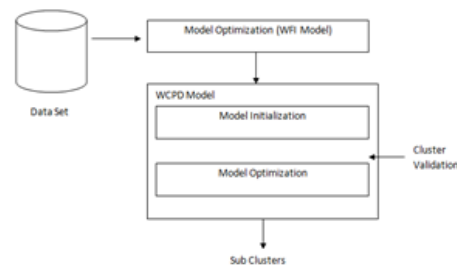 Model Optimization (WFI Model)
Data Set
WCPD Model
Model Initialization
Cluster
Validation
Model Optimization
Sub Clusters